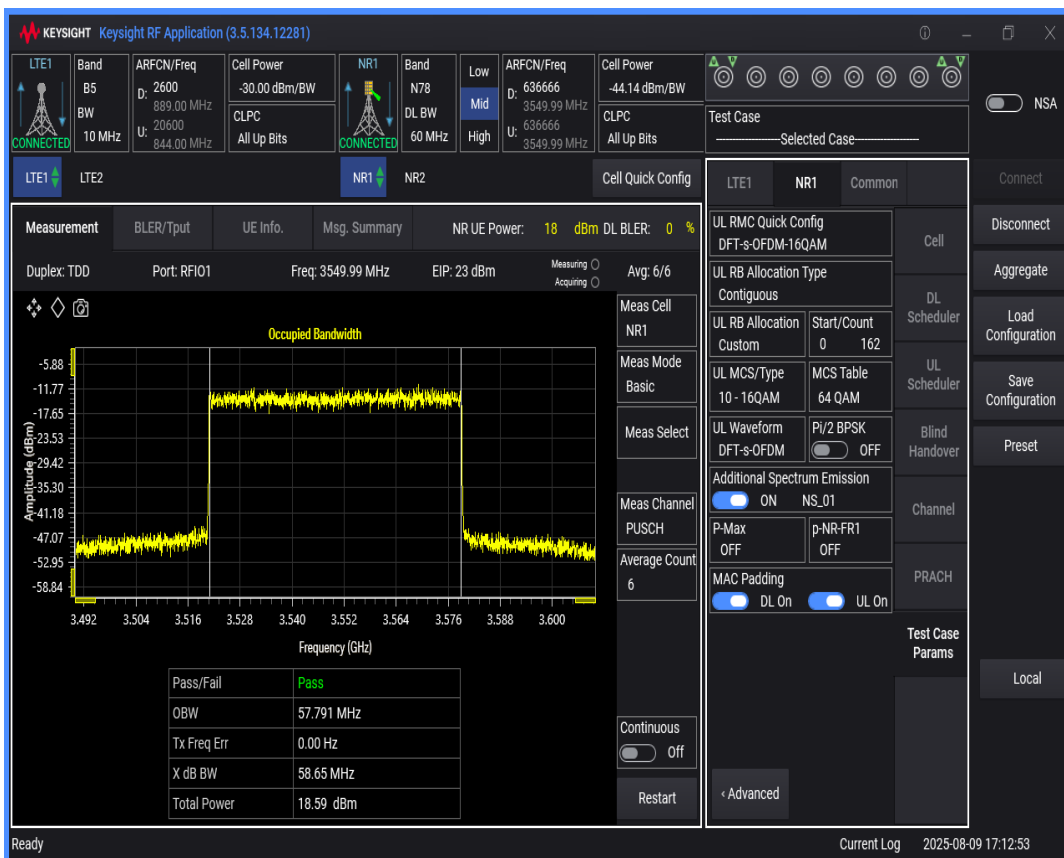 KEYSIGHT Keysight RF Application (3.5.134.12281)
LTE1
CONNECTED
Band
B5
BW
10 MHz
ARFCN/Freq
D: 2600
889.00 MHz
U: 20600
844.00 MHz
Cell Power
-30.00 dBm/BW
CLPC
All Up Bits
NR1
CONNECTED
Band
N78
DL BW
60 MHz
Low
Mid
High
ARFCN/Freq
D: 636666
3549.99 MHz
U: 636666
3549.99 MHz
Cell Power
-44.14 dBm/BW
CLPC
All Up Bits
Test Case
----Selected Case----
NSA
LTE1 LTE2
NR1 NR2
Cell Quick Config
Measurement BLER/Tput UE Info. Msg. Summary NR UE Power: 18 dBm DL BLER: 0 %
Duplex: TDD Port: RFIO1 Freq: 3549.99 MHz EIP: 23 dBm Measuring Avg: 6/6
Acquiring
Occupied Bandwidth
Amplitude (dBm)
-5.88
-11.77
-17.65
-23.53
-29.42
-35.30
-41.18
-47.07
-52.95
-58.84
3.492 3.504 3.516 3.528 3.540 3.552 3.564 3.576 3.588 3.600
Frequency (GHz)
Pass/Fail Pass
OBW 57.791 MHz
Tx Freq Err 0.00 Hz
X dB BW 58.65 MHz
Total Power 18.59 dBm
Meas Cell
NR1
Meas Mode
Basic
Meas Select
Meas Channel
PUSCH
Average Count
6
Continuous
Off
Restart
LTE1 NR1 Common
UL RMC Quick Config
DFT-s-OFDM-16QAM
UL RB Allocation Type
Contiguous
UL RB Allocation Start/Count
Custom 0 162
UL MCS/Type MCS Table
10 - 16QAM 64 QAM
UL Waveform Pi/2 BPSK
DFT-s-OFDM OFF
Additional Spectrum Emission
ON NS_01
P-Max p-NR-FR1
OFF OFF
MAC Padding
DL On UL On
‹ Advanced
Cell
DL
Scheduler
UL
Scheduler
Blind
Handover
Channel
PRACH
Test Case
Params
Connect
Disconnect
Aggregate
Load
Configuration
Save
Configuration
Preset
Local
Ready Current Log 2025-08-09 17:12:53